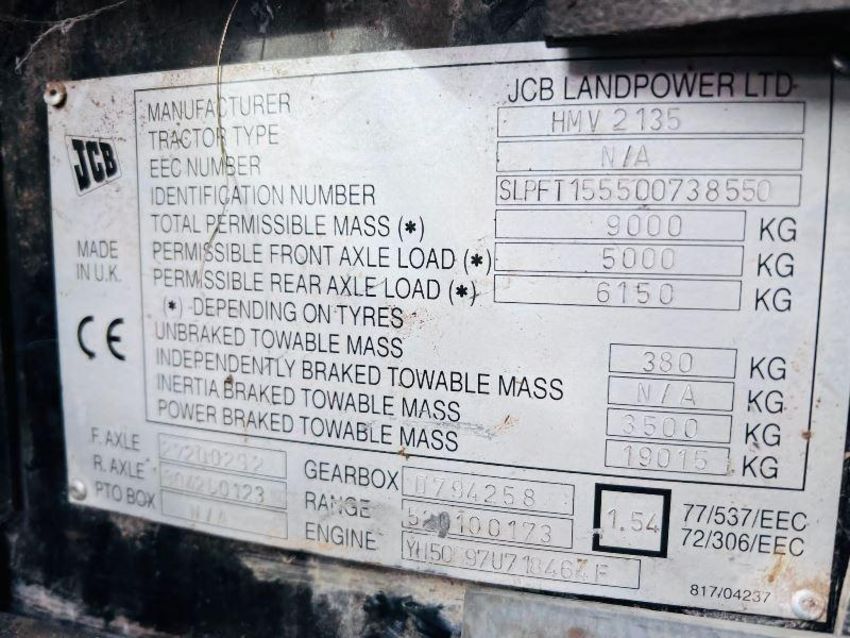 JCB
MADE
IN U.K.
CE
MANUFACTURER JCB LANDPOWER LTD
TRACTOR TYPE HMV 2135
EEC NUMBER N/A
IDENTIFICATION NUMBER SLPFT155500738550
TOTAL PERMISSIBLE MASS (*) 9000 KG
PERMISSIBLE FRONT AXLE LOAD (*) 5000 KG
PERMISSIBLE REAR AXLE LOAD (*) 6150 KG
(*) -DEPENDING ON TYRES
UNBRAKED TOWABLE MASS 380 KG
INDEPENDENTLY BRAKED TOWABLE MASS N/A KG
INERTIA BRAKED TOWABLE MASS 3500 KG
POWER BRAKED TOWABLE MASS 19015 KG
F. AXLE
R. AXLE
PTO BOX N/A
GEARBOX
RANGE
ENGINE
1.54
77/537/EEC
72/306/EEC
817/04237